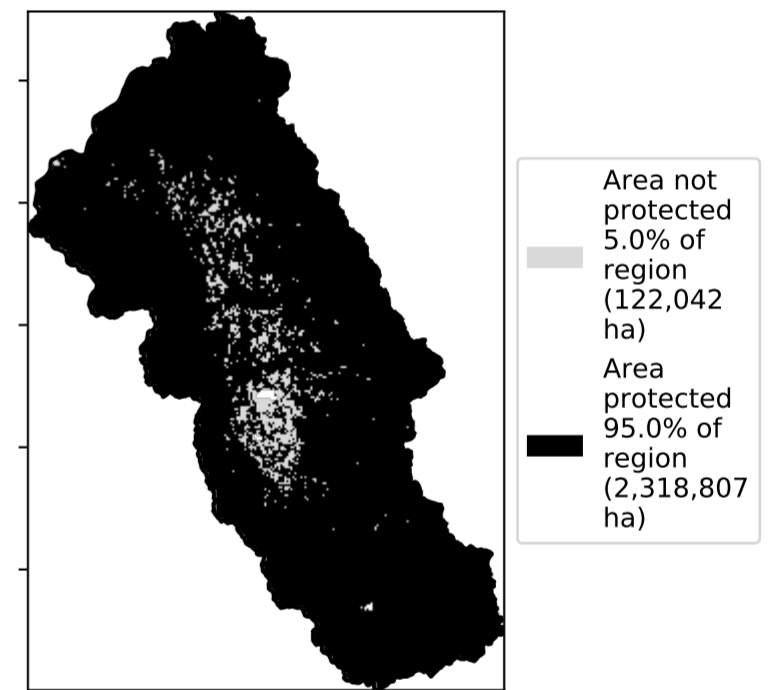 Area not
protected
5.0% of
region
(122,042
ha)
Area
protected
95.0% of
region
(2,318,807
ha)